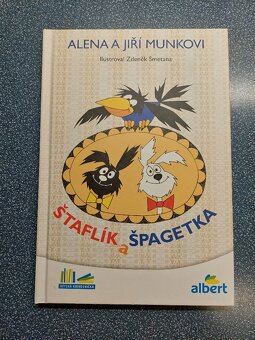 ALENA A JIŘÍ MUNKOVI
Ilustroval Zdeněk Smetana
ŠTAFLÍK a ŠPAGETKA
albert